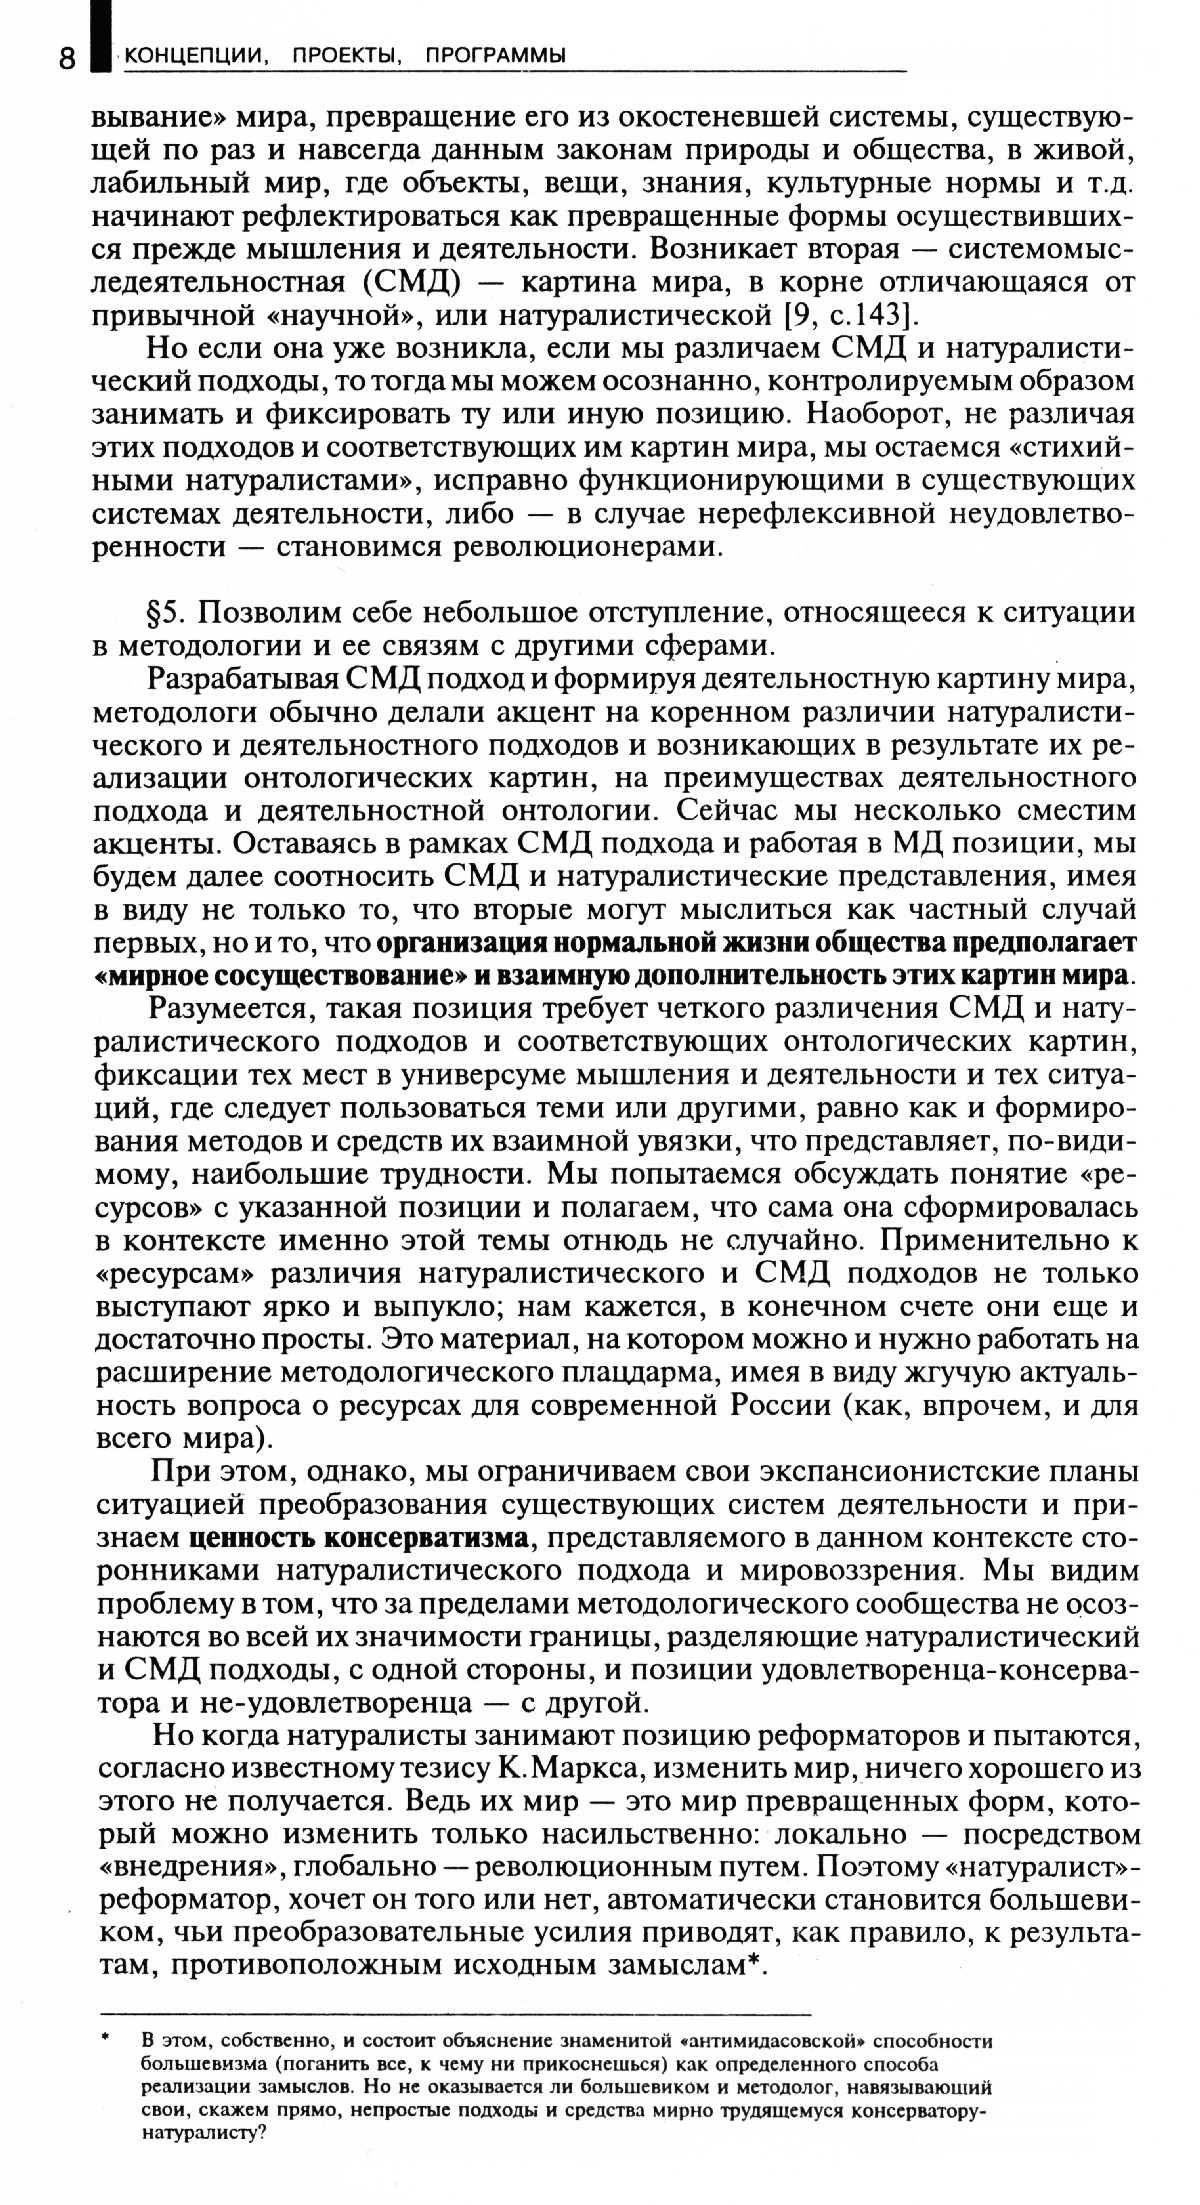 8 КОНЦЕПЦИИ, ПРОЕКТЫ, ПРОГРАММЫ
вывание» мира, превращение его из окостеневшей системы, существую-
щей по раз и навсегда данным законам природы и общества, в живой,
лабильный мир, где объекты, вещи, знания, культурные нормы и т.д.
начинают рефлектироваться как превращенные формы осуществивших-
ся прежде мышления и деятельности. Возникает вторая — системомыс-
ледеятельностная (СМД) — картина мира, в корне отличающаяся от
привычной «научной», или натуралистической [9, с.143].
Но если она уже возникла, если мы различаем СМД и натуралисти-
ческий подходы, то тогда мы можем осознанно, контролируемым образом
занимать и фиксировать ту или иную позицию. Наоборот, не различая
этих подходов и соответствующих им картин мира, мы остаемся «стихий-
ными натуралистами», исправно функционирующими в существующих
системах деятельности, либо — в случае нерефлексивной неудовлетво-
ренности — становимся революционерами.
§5. Позволим себе небольшое отступление, относящееся к ситуации
в методологии и ее связям с другими сферами.
Разрабатывая СМД подход и формируя деятельностную картину мира,
методологи обычно делали акцент на коренном различии натуралисти-
ческого и деятельностного подходов и возникающих в результате их ре-
ализации онтологических картин, на преимуществах деятельностного
подхода и деятельностной онтологии. Сейчас мы несколько сместим
акценты. Оставаясь в рамках СМД подхода и работая в МД позиции, мы
будем далее соотносить СМД и натуралистические представления, имея
в виду не только то, что вторые могут мыслиться как частный случай
первых, но и то, что организация нормальной жизни общества предполагает
«мирное сосуществование» и взаимную дополнительность этих картин мира.
Разумеется, такая позиция требует четкого различения СМД и нату-
ралистического подходов и соответствующих онтологических картин,
фиксации тех мест в универсуме мышления и деятельности и тех ситуа-
ций, где следует пользоваться теми или другими, равно как и формиро-
вания методов и средств их взаимной увязки, что представляет, по-види-
мому, наибольшие трудности. Мы попытаемся обсуждать понятие «ре-
сурсов» с указанной позиции и полагаем, что сама она сформировалась
в контексте именно этой темы отнюдь не случайно. Применительно к
«ресурсам» различия натуралистического и СМД подходов не только
выступают ярко и выпукло; нам кажется, в конечном счете они еще и
достаточно просты. Это материал, на котором можно и нужно работать на
расширение методологического плацдарма, имея в виду жгучую актуаль-
ность вопроса о ресурсах для современной России (как, впрочем, и для
всего мира).
При этом, однако, мы ограничиваем свои экспансионистские планы
ситуацией преобразования существующих систем деятельности и при-
знаем ценность консерватизма, представляемого в данном контексте сто-
ронниками натуралистического подхода и мировоззрения. Мы видим
проблему в том, что за пределами методологического сообщества не осоз-
наются во всей их значимости границы, разделяющие натуралистический
и СМД подходы, с одной стороны, и позиции удовлетворенца-консерва-
тора и не-удовлетворенца — с другой.
Но когда натуралисты занимают позицию реформаторов и пытаются,
согласно известному тезису К.Маркса, изменить мир, ничего хорошего из
этого не получается. Ведь их мир — это мир превращенных форм, кото-
рый можно изменить только насильственно: локально — посредством
«внедрения», глобально — революционным путем. Поэтому «натуралист»-
реформатор, хочет он того или нет, автоматически становится большеви-
ком, чьи преобразовательные усилия приводят, как правило, к результа-
там, противоположным исходным замыслам*.
* В этом, собственно, и состоит объяснение знаменитой «антимидасовской» способности
большевизма (поганить все, к чему ни прикоснешься) как определенного способа
реализации замыслов. Но не оказывается ли большевиком и методолог, навязывающий
свои, скажем прямо, непростые подходы и средства мирно трудящемуся консерватору-
натуралисту?